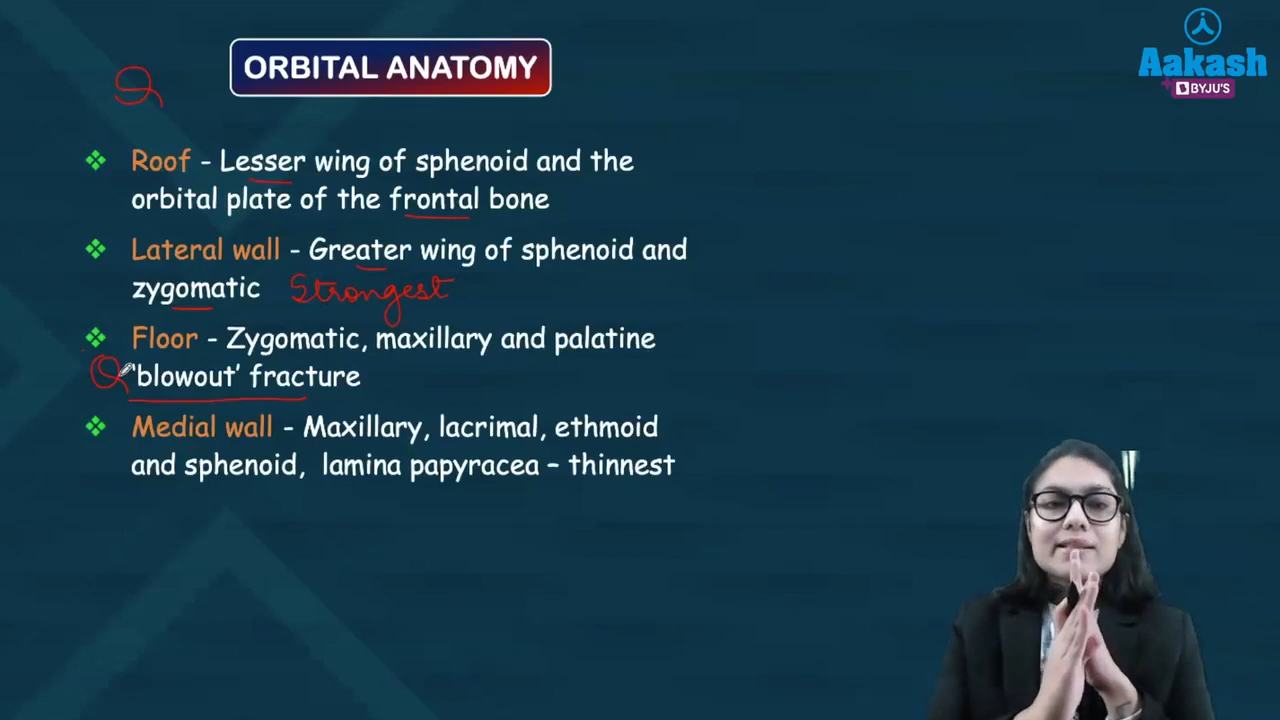 ORBITAL ANATOMY
Aakash
BYJU'S
Roof - Lesser wing of sphenoid and the
orbital plate of the frontal bone
Lateral wall - Greater wing of sphenoid and
zygomatic Strongest
Floor - Zygomatic, maxillary and palatine
'blowout' fracture
Medial wall - Maxillary, lacrimal, ethmoid
and sphenoid, lamina papyracea – thinnest